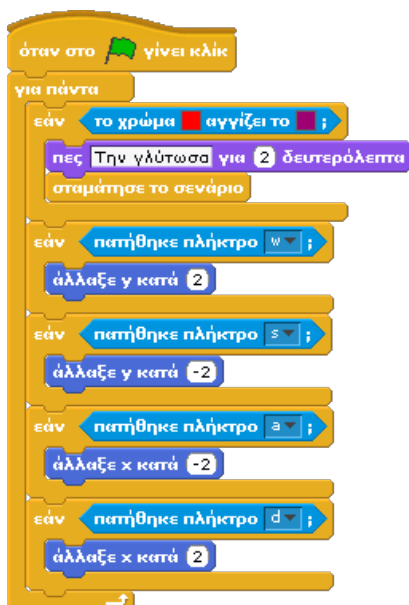 όταν στο γίνει κλίκ
για πάντα
εάν το χρώμα αγγίζει το ;
πες Την γλύτωσα για 2 δευτερόλεπτα
σταμάτησε το σενάριο
εάν πατήθηκε πλήκτρο w ;
άλλαξε y κατά 2
εάν πατήθηκε πλήκτρο s ;
άλλαξε y κατά -2
εάν πατήθηκε πλήκτρο a ;
άλλαξε x κατά -2
εάν πατήθηκε πλήκτρο d ;
άλλαξε x κατά 2